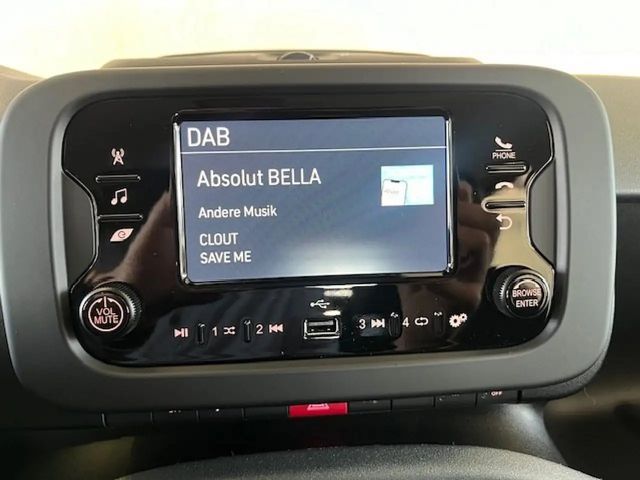 DAB
Absolut BELLA
Andere Musik
CLOUT
SAVE ME
PHONE
VOL
MUTE
BROWSE
ENTER
1 2 3 4
OFF